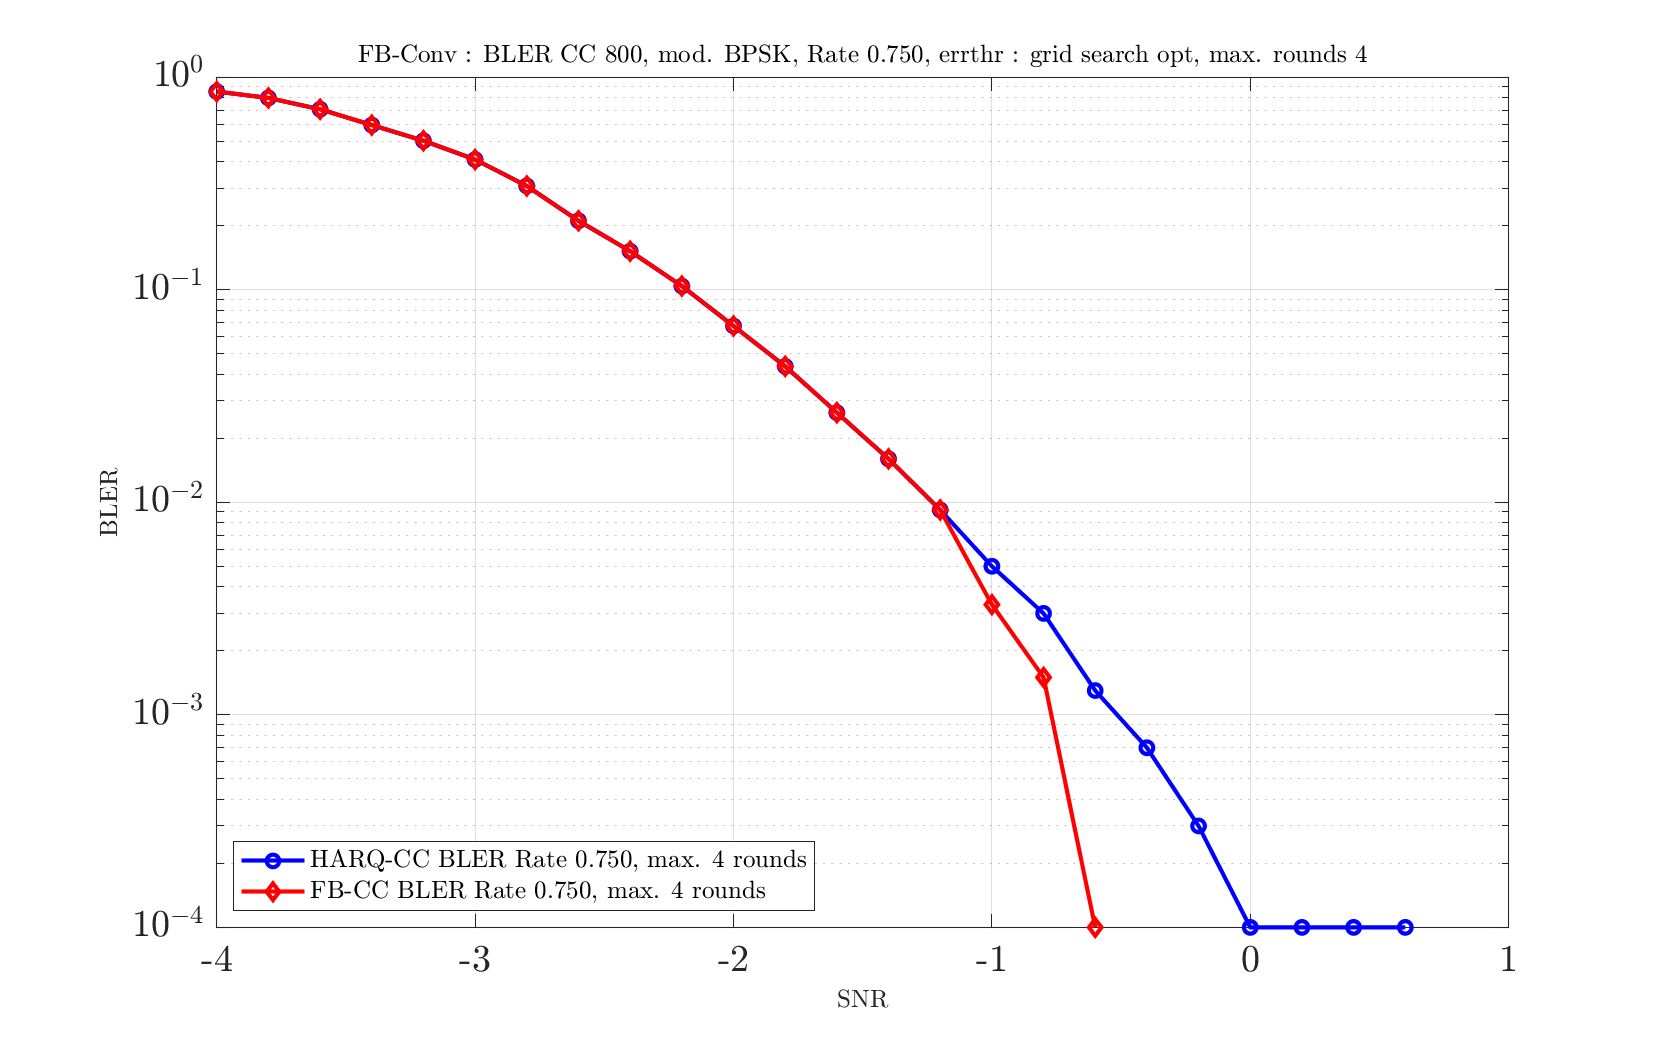 FB-Conv : BLER CC 800, mod. BPSK, Rate 0.750, errthr : grid search opt, max. rounds 4
10^0
10^-1
10^-2
10^-3
10^-4
BLER
HARQ-CC BLER Rate 0.750, max. 4 rounds
FB-CC BLER Rate 0.750, max. 4 rounds
-4 -3 -2 -1 0 1
SNR